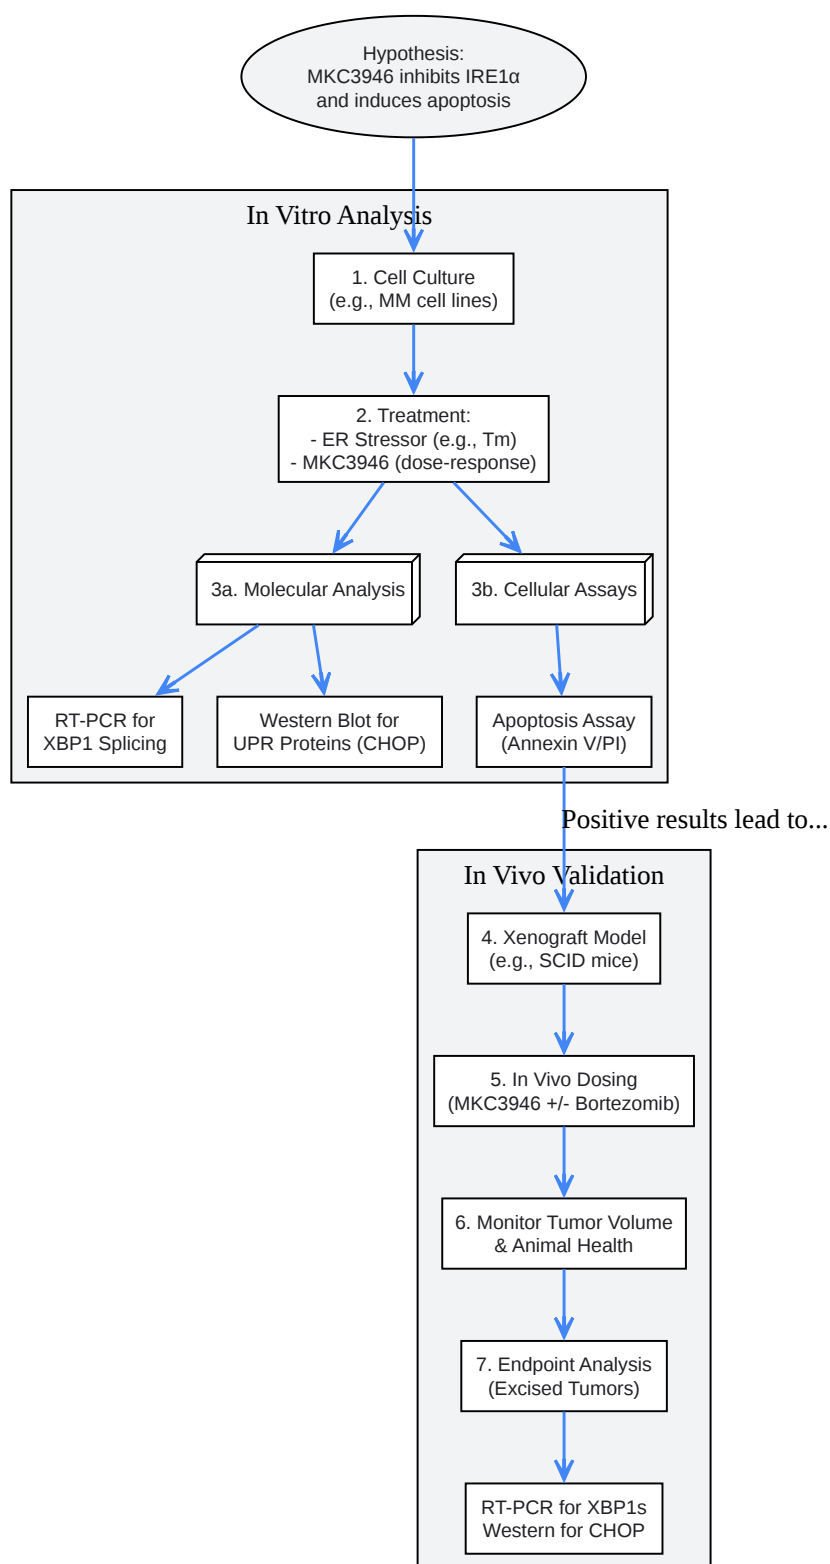 Hypothesis:
MKC3946 inhibits IRE1α
and induces apoptosis
In Vitro Analysis
1. Cell Culture
(e.g., MM cell lines)
2. Treatment:
- ER Stressor (e.g., Tm)
- MKC3946 (dose-response)
3a. Molecular Analysis
3b. Cellular Assays
RT-PCR for
XBP1 Splicing
Western Blot for
UPR Proteins (CHOP)
Apoptosis Assay
(Annexin V/PI)
Positive results lead to...
In Vivo Validation
4. Xenograft Model
(e.g., SCID mice)
5. In Vivo Dosing
(MKC3946 +/- Bortezomib)
6. Monitor Tumor Volume
& Animal Health
7. Endpoint Analysis
(Excised Tumors)
RT-PCR for XBP1s
Western for CHOP